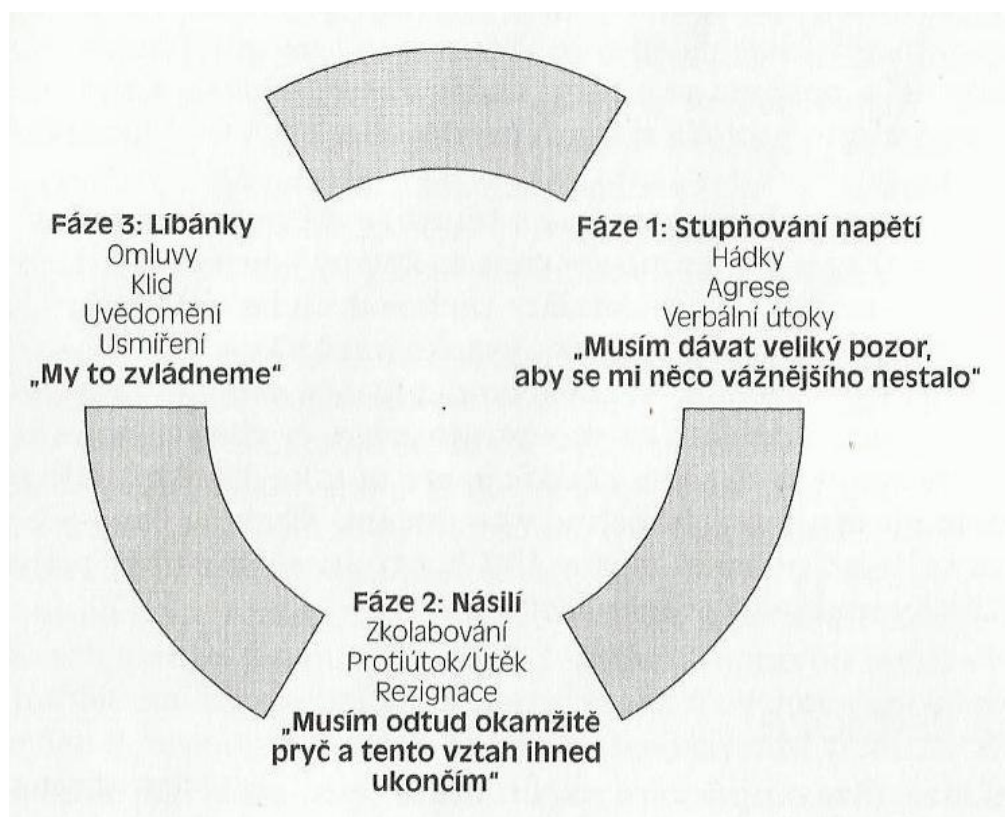 Fáze 3: Líbánky
Omluvy
Klid
Uvědomění
Usmíření
„My to zvládneme“
Fáze 1: Stupňování napětí
Hádky
Agrese
Verbální útoky
„Musím dávat veliký pozor,
aby se mi něco vážnějšího nestalo“
Fáze 2: Násilí
Zkolabování
Protiútok/Útěk
Rezignace
„Musím odtud okamžitě
pryč a tento vztah ihned
ukončím“